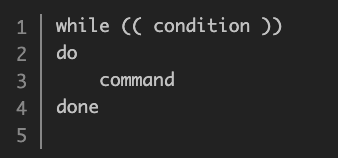 1 while (( condition ))
2 do
3     command
4 done
5